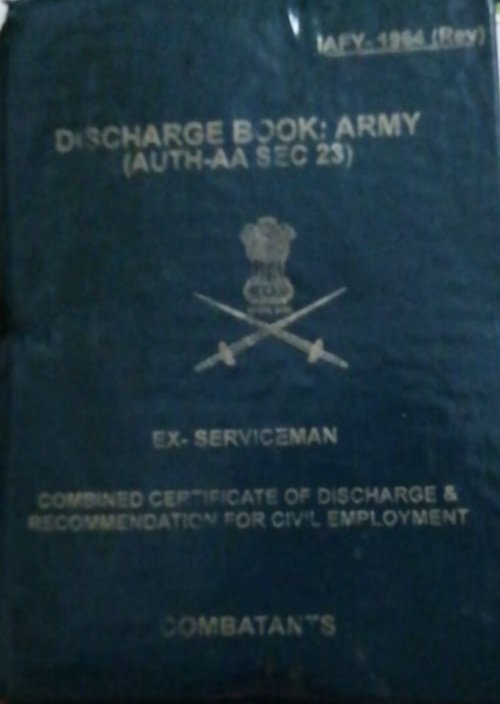 IAFY- 1964 (Rev)
DISCHARGE BOOK: ARMY
(AUTH-AA SEC 23)
EX- SERVICEMAN
COMBINED CERTIFICATE OF DISCHARGE &
RECOMMENDATION FOR CIVIL EMPLOYMENT
COMBATANTS